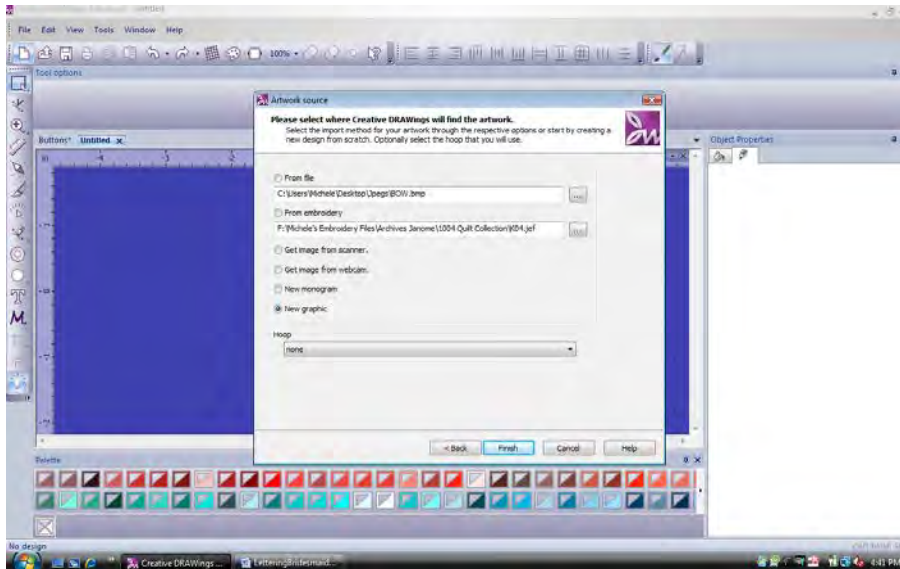 Untitled
File Edit View Tools Window Help
100%
Tool options
Artwork source
Please select where Creative DRAWings will find the artwork.
Select the import method for your artwork through the respective options or start by creating a
new design from scratch. Optionally select the hoop that you will use.
Buttons* Untitled x
Object Properties
From file
C:\Users\Michele\Desktop\Jpegs\BOW.bmp
From embroidery
F:\Michele's Embroidery Files\Archives Janome\1004 Quilt Collection\K04.jef
Get image from scanner.
Get image from webcam.
New monogram
New graphic
Hoop
none
< Back Finish Cancel Help
Palette
No design
Creative DRAWings ...
LetteringBridesmaid...
4:41 PM